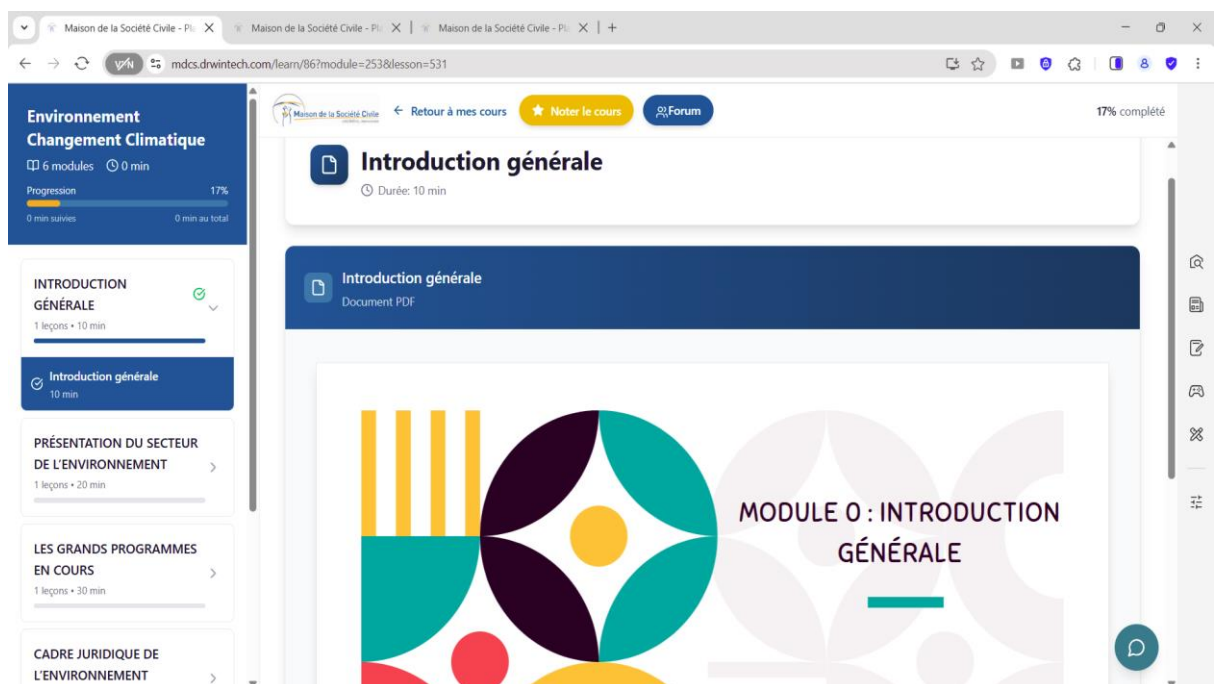 Maison de la Société Civile - Pl
Maison de la Société Civile - Pl
Maison de la Société Civile - Pl
VPN
mdcs.drwintech.com/learn/86?module=253&lesson=531
Environnement
Changement Climatique
6 modules 0 min
Progression 17%
0 min suivies 0 min au total
INTRODUCTION
GÉNÉRALE
1 leçons • 10 min
Introduction générale
10 min
PRÉSENTATION DU SECTEUR
DE L'ENVIRONNEMENT
1 leçons • 20 min
LES GRANDS PROGRAMMES
EN COURS
1 leçons • 30 min
CADRE JURIDIQUE DE
L'ENVIRONNEMENT
Maison de la Société Civile
← Retour à mes cours
Noter le cours
Forum
17% complété
Introduction générale
Durée: 10 min
Introduction générale
Document PDF
MODULE 0 : INTRODUCTION
GÉNÉRALE